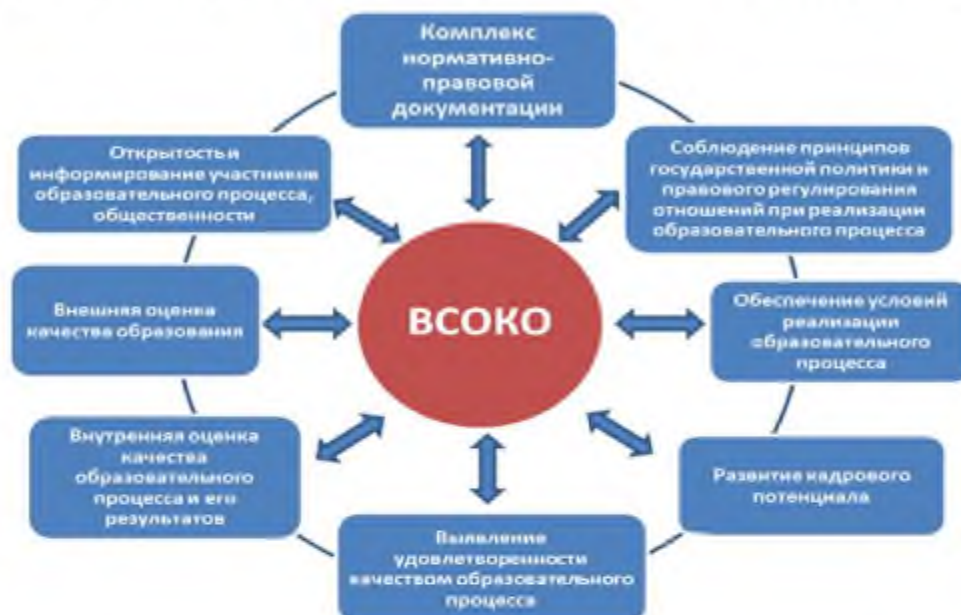 Комплекс
нормативно-
правовой
документации
Открытость и
информирование участников
образовательного процесса,
общественности
Соблюдение принципов
государственной политики и
правового регулирования
отношений при реализации
образовательного процесса
Внешняя оценка
качества образования
ВСОКО
Обеспечение условий
реализации
образовательного
процесса
Внутренняя оценка
качества
образовательного
процесса и его
результатов
Развитие кадрового
потенциала
Выявление
удовлетворенности
качеством образовательного
процесса